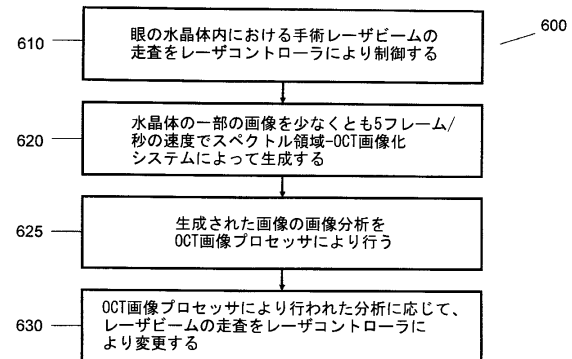 600
610
眼の水晶体内における手術レーザビームの
走査をレーザコントローラにより制御する
620
水晶体の一部の画像を少なくとも5フレーム/
秒の速度でスペクトル領域-OCT画像化
システムによって生成する
625
生成された画像の画像分析を
OCT画像プロセッサにより行う
630
OCT画像プロセッサにより行われた分析に応じて、
レーザビームの走査をレーザコントローラに
より変更する